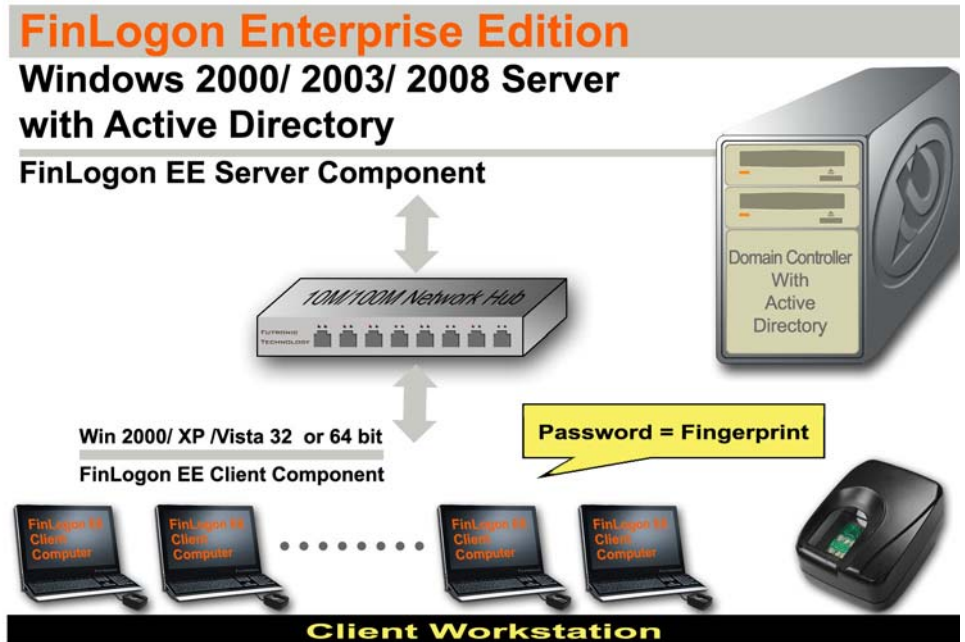 FinLogon Enterprise Edition
Windows 2000/ 2003/ 2008 Server
with Active Directory
FinLogon EE Server Component
Domain Controller
With
Active
Directory
10M/100M Network Hub
FUTRONIC
TECHNOLOGY
Win 2000/ XP /Vista 32 or 64 bit
FinLogon EE Client Component
Password = Fingerprint
FinLogon EE
Client
Computer
FinLogon EE
Client
Computer
FinLogon EE
Client
Computer
FinLogon EE
Client
Computer
Client Workstation